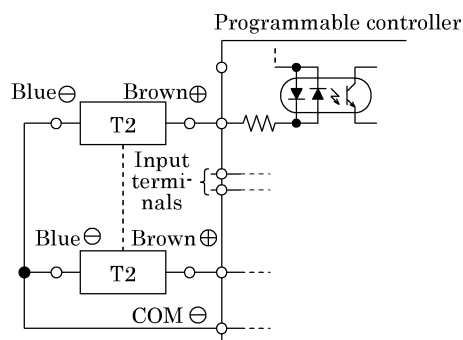 Programmable controller
Blue⊖
Brown⊕
T2
Input
termi-
nals
Blue⊖
Brown⊕
T2
COM ⊖